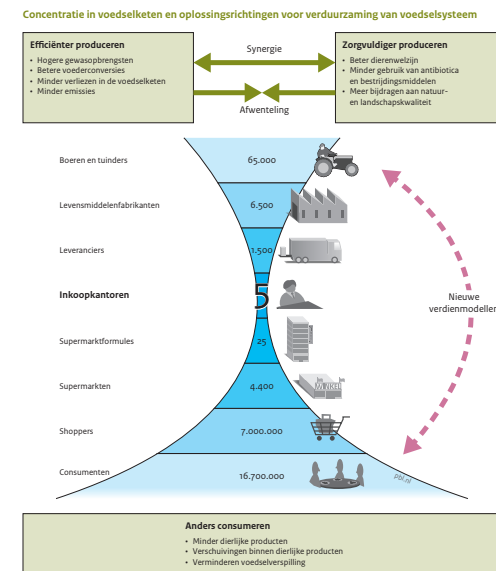 Concentratie in voedselketen en oplossingsrichtingen voor verduurzaming van voedselsysteem
Efficiënter produceren
• Hogere gewasopbrengsten
• Betere voederconversies
• Minder verliezen in de voedselketen
• Minder emissies
Synergie
Afwenteling
Zorgvuldiger produceren
• Beter dierenwelzijn
• Minder gebruik van antibiotica
en bestrijdingsmiddelen
• Meer bijdragen aan natuur-
en landschapskwaliteit
Boeren en tuinders
65.000
Levensmiddelenfabrikanten
6.500
Leveranciers
1.500
Inkoopkantoren
5
Supermarktformules
25
Supermarkten
4.400
WINKEL
Shoppers
7.000.000
Consumenten
16.700.000
Nieuwe
verdienmodellen
pbl.nl
Anders consumeren
• Minder dierlijke producten
• Verschuivingen binnen dierlijke producten
• Verminderen voedselverspilling